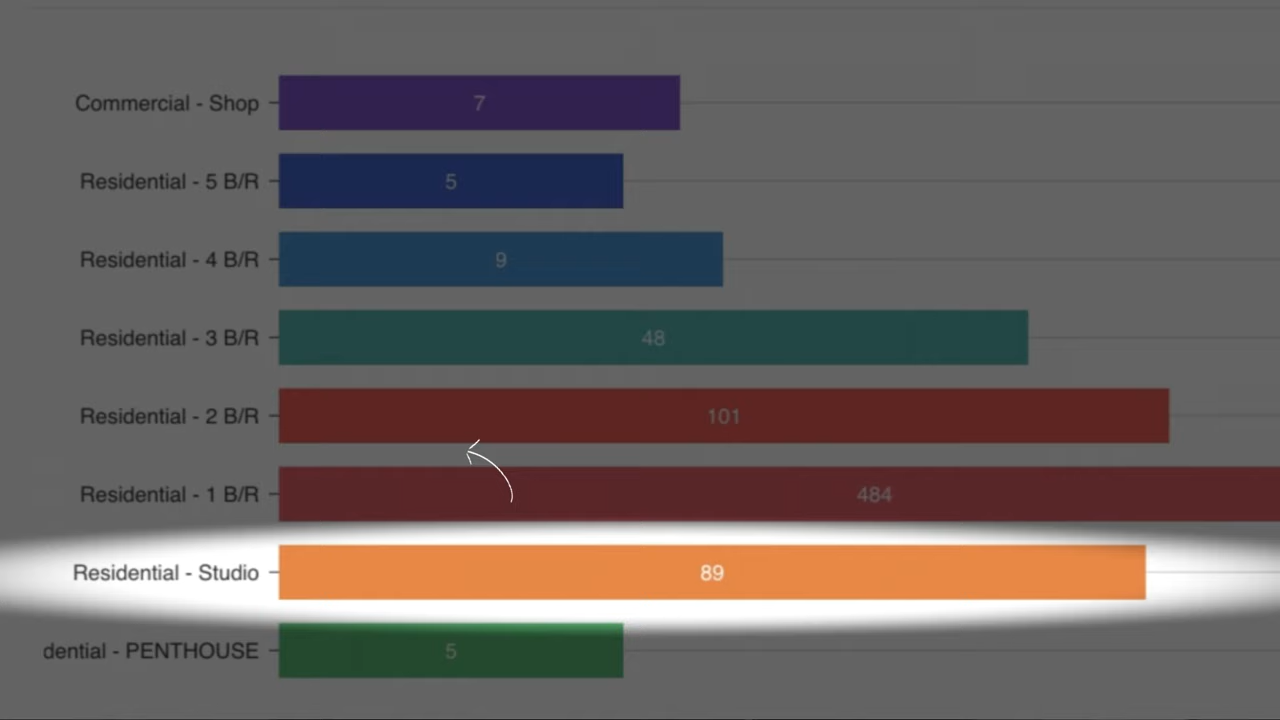 Commercial - Shop 7
Residential - 5 B/R 5
Residential - 4 B/R 9
Residential - 3 B/R 48
Residential - 2 B/R 101
Residential - 1 B/R 484
Residential - Studio 89
dential - PENTHOUSE 5